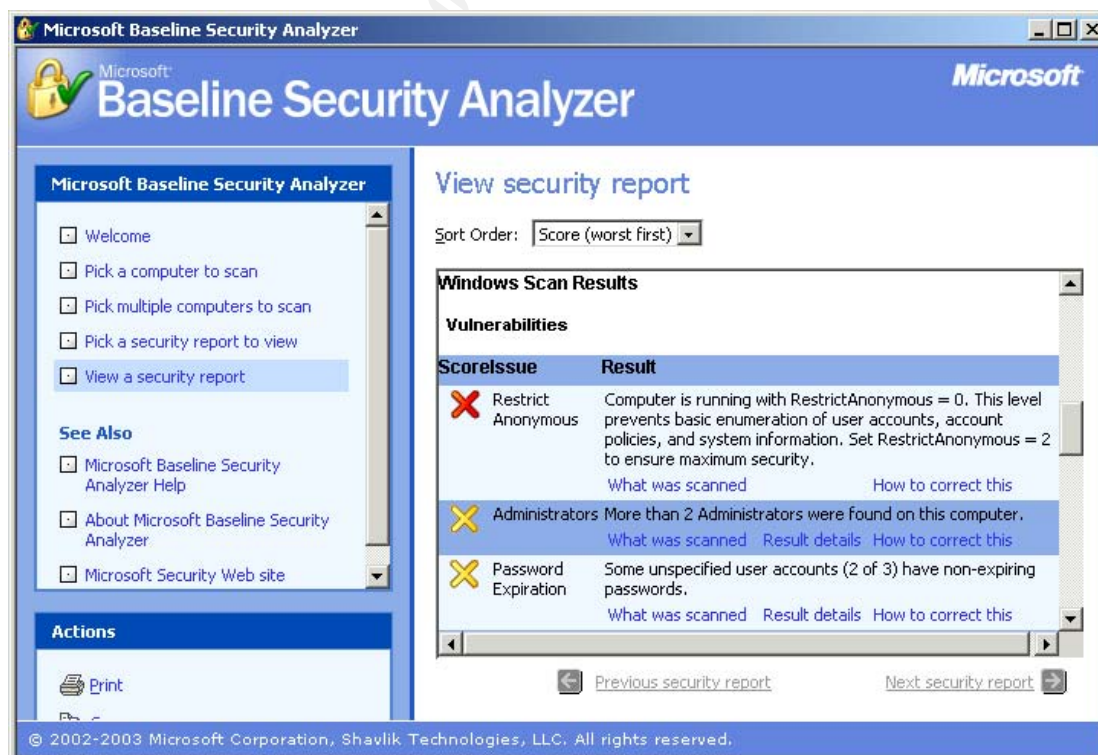 Microsoft Baseline Security Analyzer
Microsoft
Baseline Security Analyzer
Microsoft
Microsoft Baseline Security Analyzer
Welcome
Pick a computer to scan
Pick multiple computers to scan
Pick a security report to view
View a security report
See Also
Microsoft Baseline Security
Analyzer Help
About Microsoft Baseline Security
Analyzer
Microsoft Security Web site
Actions
Print
View security report
Sort Order: Score (worst first)
Windows Scan Results
Vulnerabilities
Score Issue Result
Restrict
Anonymous
Computer is running with RestrictAnonymous = 0. This level
prevents basic enumeration of user accounts, account
policies, and system information. Set RestrictAnonymous = 2
to ensure maximum security.
What was scanned How to correct this
Administrators More than 2 Administrators were found on this computer.
What was scanned Result details How to correct this
Password
Expiration
Some unspecified user accounts (2 of 3) have non-expiring
passwords.
What was scanned Result details How to correct this
Previous security report Next security report
© 2002-2003 Microsoft Corporation, Shavlik Technologies, LLC. All rights reserved.